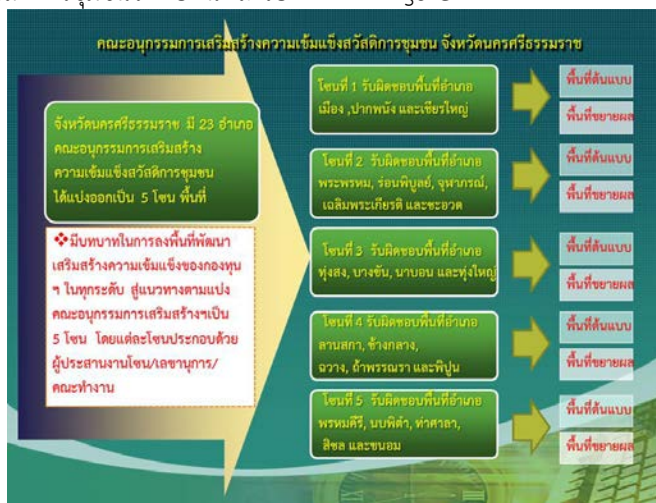 คณะอนุกรรมการเสริมสร้างความเข้มแข็งสวัสดิการชุมชน จังหวัดนครศรีธรรมราช
จังหวัดนครศรีธรรมราช มี 23 อำเภอ
คณะอนุกรรมการเสริมสร้าง
ความเข้มแข็งสวัสดิการชุมชน
ได้แบ่งออกเป็น 5 โซน พื้นที่
❖มีบทบาทในการลงพื้นที่พัฒนา
เสริมสร้างความเข้มแข็งของกองทุน
ฯ ในทุกระดับ สู่แนวทางตามแบ่ง
คณะอนุกรรมการเสริมสร้างฯเป็น
5 โซน โดยแต่ละโซนประกอบด้วย
ผู้ประสานงานโซน/เลขานุการ/
คณะทำงาน
โซนที่ 1 รับผิดชอบพื้นที่อำเภอ
เมือง ,ปากพนัง และเชียรใหญ่
พื้นที่ต้นแบบ
พื้นที่ขยายผล
โซนที่ 2 รับผิดชอบพื้นที่อำเภอ
พระพรหม, ร่อนพิบูลย์, จุฬาภรณ์,
เฉลิมพระเกียรติ และชะอวด
พื้นที่ต้นแบบ
พื้นที่ขยายผล
โซนที่ 3 รับผิดชอบพื้นที่อำเภอ
ทุ่งสง, บางขัน, นาบอน และทุ่งใหญ่
พื้นที่ต้นแบบ
พื้นที่ขยายผล
โซนที่ 4 รับผิดชอบพื้นที่อำเภอ
ลานสกา, ช้างกลาง,
ฉวาง, ถ้ำพรรณรา และพิปูน
พื้นที่ต้นแบบ
พื้นที่ขยายผล
โซนที่ 5 รับผิดชอบพื้นที่อำเภอ
พรหมคีรี, นบพิตำ, ท่าศาลา,
สิชล และขนอม
พื้นที่ต้นแบบ
พื้นที่ขยายผล